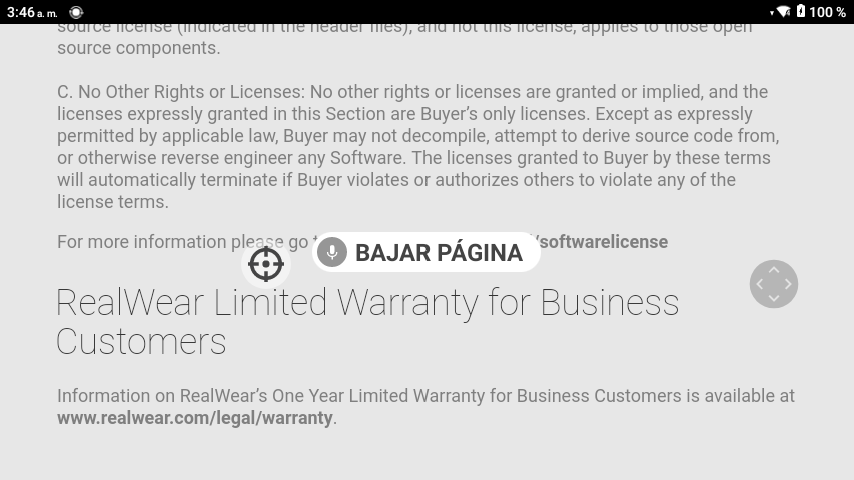 3:46 a. m.
100 %
source license (indicated in the header files), and not this license, applies to those open
source components.
C. No Other Rights or Licenses: No other rights or licenses are granted or implied, and the
licenses expressly granted in this Section are Buyer’s only licenses. Except as expressly
permitted by applicable law, Buyer may not decompile, attempt to derive source code from,
or otherwise reverse engineer any Software. The licenses granted to Buyer by these terms
will automatically terminate if Buyer violates or authorizes others to violate any of the
license terms.
For more information please go /softwarelicense
BAJAR PÁGINA
RealWear Limited Warranty for Business
Customers
Information on RealWear’s One Year Limited Warranty for Business Customers is available at
www.realwear.com/legal/warranty.